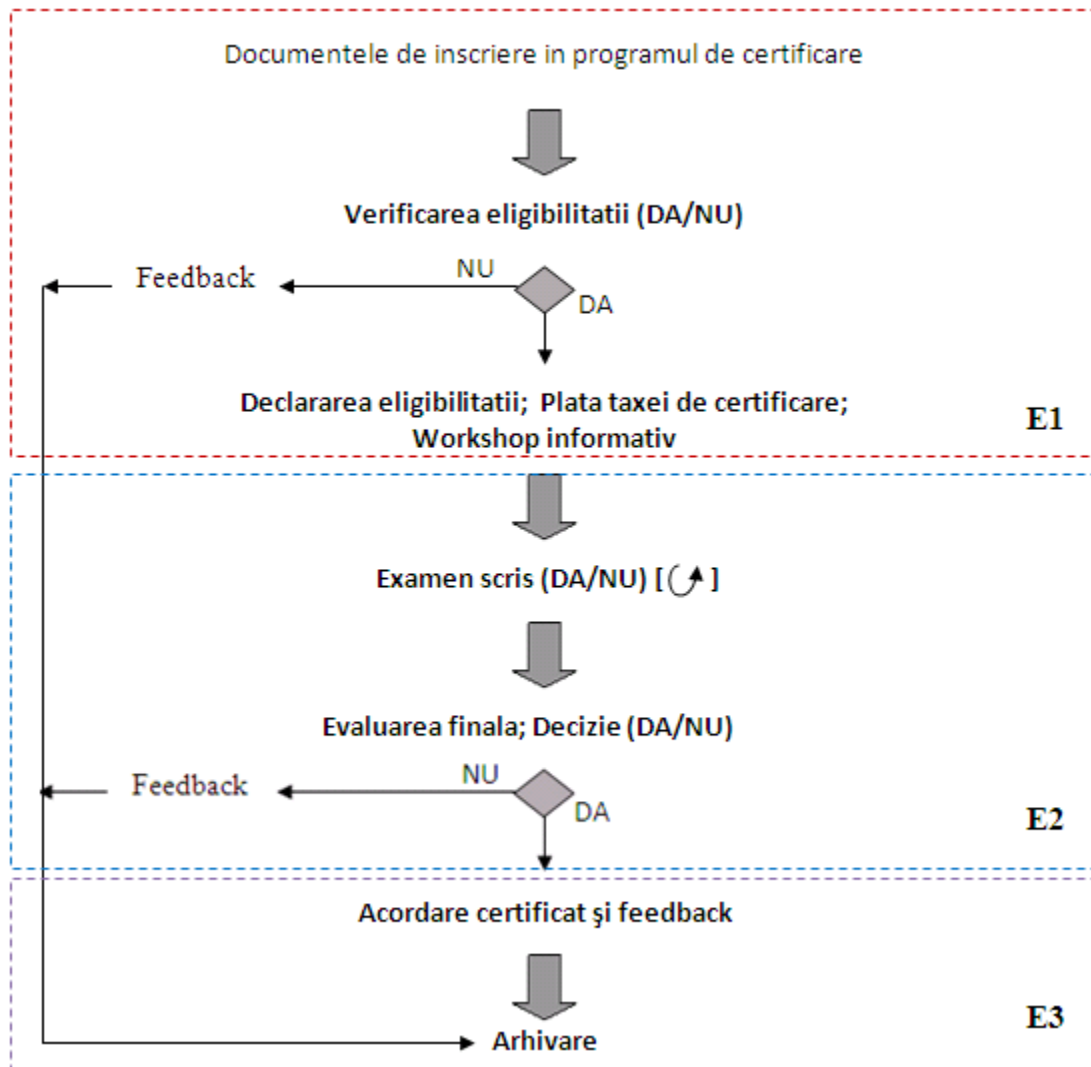 Documentele de inscriere in programul de certificare
Verificarea eligibilitatii (DA/NU)
NU
Feedback
DA
Declararea eligibilitatii; Plata taxei de certificare;
Workshop informativ
E1
Examen scris (DA/NU) [ ]
Evaluarea finala; Decizie (DA/NU)
NU
Feedback
DA
E2
Acordare certificat şi feedback
E3
Arhivare